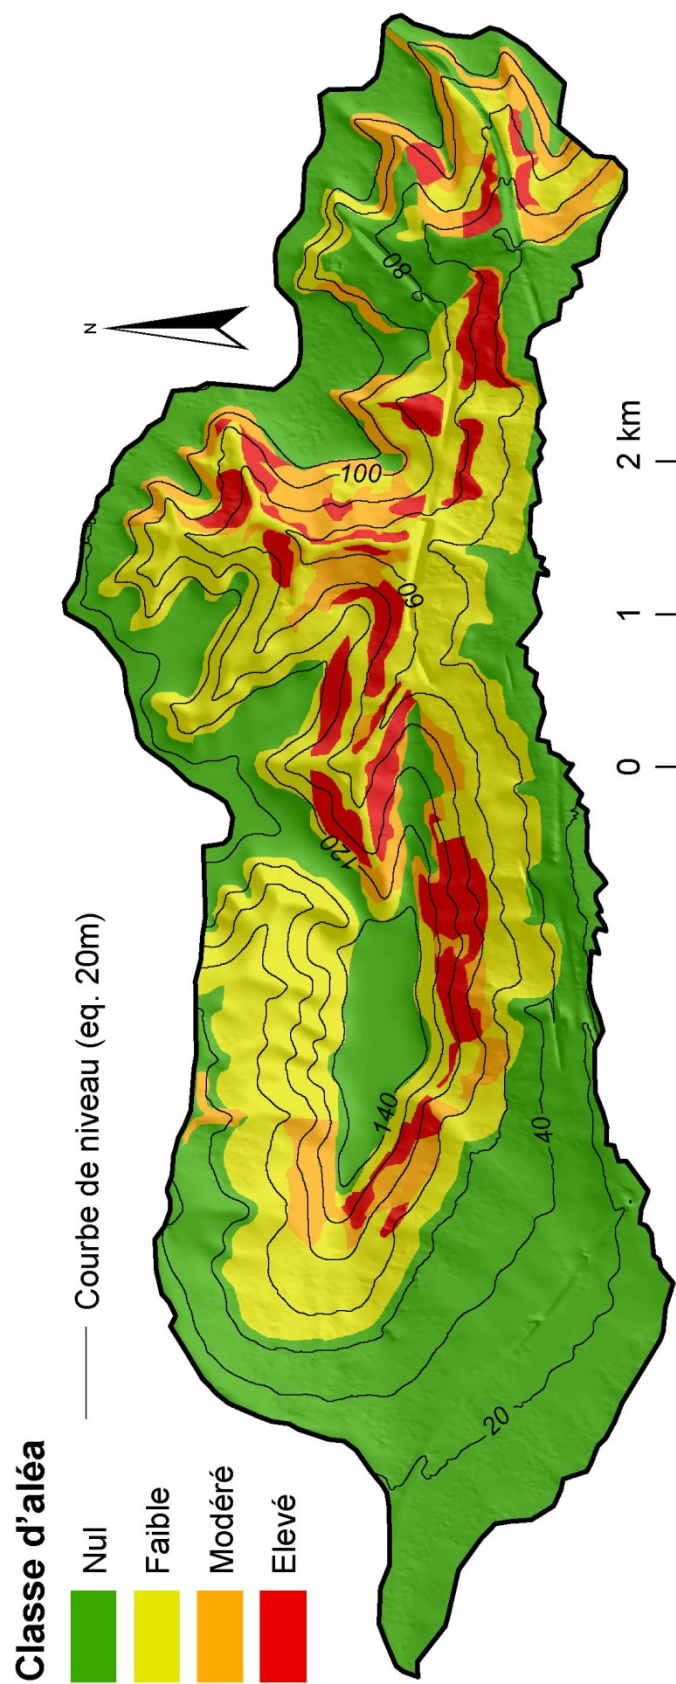 Classe d'aléa
Nul
Faible
Modéré
Elevé
Courbe de niveau (eq. 20m)
N
120
140
100
60
80
40
20
0
1
2 km